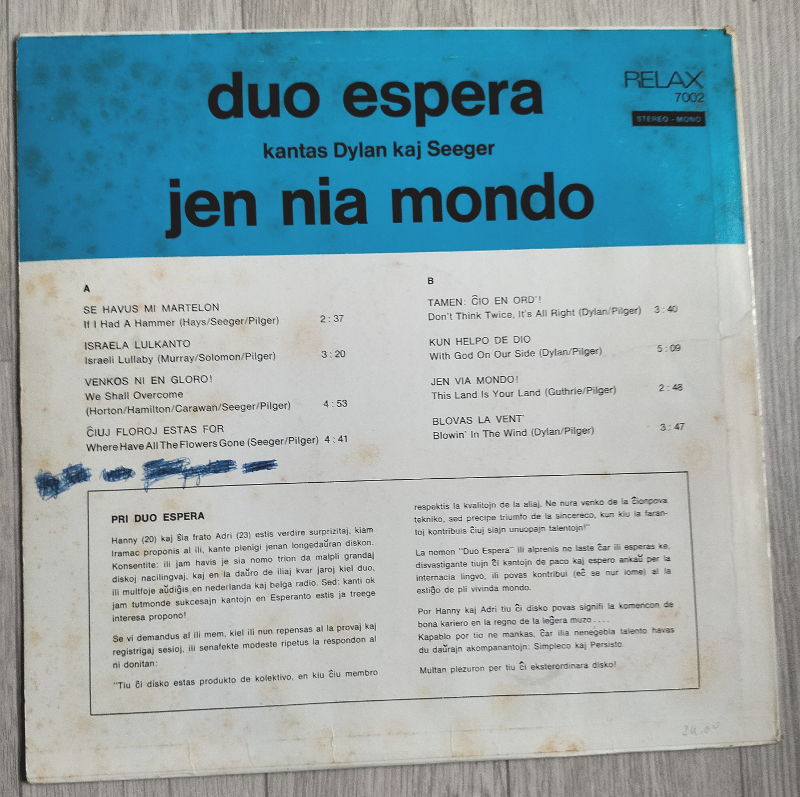 duo espera
RELAX
7002
STEREO - MONO
kantas Dylan kaj Seeger
jen nia mondo
A
SE HAVUS MI MARTELON
If I Had A Hammer (Hays/Seeger/Pilger) 2 : 37
ISRAELA LULKANTO
Israeli Lullaby (Murray/Solomon/Pilger) 3 : 20
VENKOS NI EN GLORO!
We Shall Overcome
(Horton/Hamilton/Carawan/Seeger/Pilger) 4 : 53
ĈIUJ FLOROJ ESTAS FOR
Where Have All The Flowers Gone (Seeger/Pilger) 4 : 41
B
TAMEN: ĈIO EN ORD'!
Don't Think Twice, It's All Right (Dylan/Pilger) 3 : 40
KUN HELPO DE DIO
With God On Our Side (Dylan/Pilger) 5 : 09
JEN VIA MONDO!
This Land Is Your Land (Guthrie/Pilger) 2 : 48
BLOVAS LA VENT'
Blowin' In The Wind (Dylan/Pilger) 3 : 47
PRI DUO ESPERA
Hanny (20) kaj ŝia frato Adri (23) estis verdire surprizitaj, kiam
Iramac proponis al ili, kante plenigi jenan longedaŭran diskon.
Konsentite: ili jam havis je sia nomo trion da malpli grandaj
diskoj nacilingvaj, kaj en la daŭro de iliaj kvar jaroj kiel duo,
ili multfoje aŭdiĝis en nederlanda kaj belga radio. Sed: kanti ok
jam tutmonde sukcesajn kantojn en Esperanto estis ja treege
interesa propono!
Se vi demandus al ili mem, kiel ili nun repensas al la provaj kaj
registrigaj sesioj, ili senafekte modeste ripetus la respondon al
ni donitan:
"Tiu ĉi disko estas produkto de kolektivo, en kiu ĉiu membro
respektis la kvalitojn de la aliaj. Ne nura venko de la ĉionpova
tekniko, sed precipe triumfo de la sincereco, kun kiu la faran-
toj kontribuis ĉiuj siajn unuopajn talentojn!"
La nomon "Duo Espera" ili alprenis ne laste ĉar ili esperas ke,
disvastigante tiujn ĉi kantojn de paco kaj espero ankaŭ per la
internacia lingvo, ili povas kontribui (eĉ se nur iome) al la
estiĝo de pli vivinda mondo.
Por Hanny kaj Adri tiu ĉi disko povas signifi la komencon de
bona kariero en la regno de la leĝera muzo . . . .
Kapablo por tio ne mankas, ĉar ilia nenegebla talento havas
du daŭrajn akompanantojn: Simpleco kaj Persisto.
Multan plezuron per tiu ĉi eksterordinara disko!